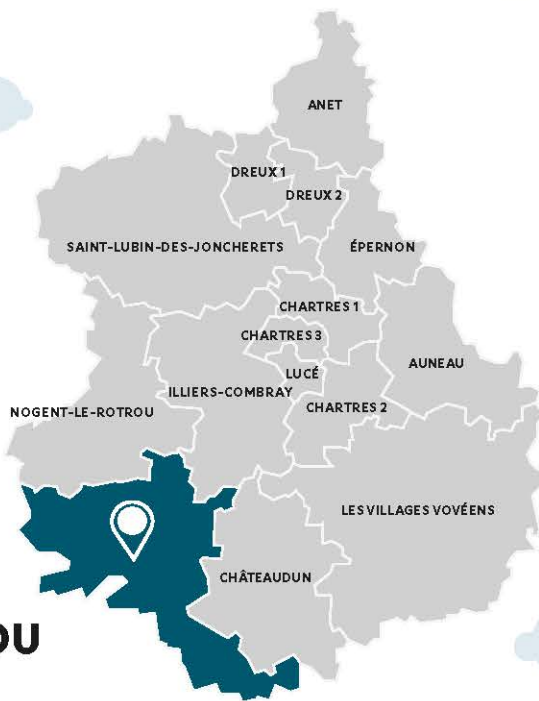 ANET
DREUX 1
DREUX 2
SAINT-LUBIN-DES-JONCHERETS
ÉPERNON
CHARTRES 1
CHARTRES 3
AUNEAU
LUCÉ
ILLIERS-COMBRAY
CHARTRES 2
NOGENT-LE-ROTROU
LES VILLAGES VOVÉENS
CHÂTEAUDUN
OU